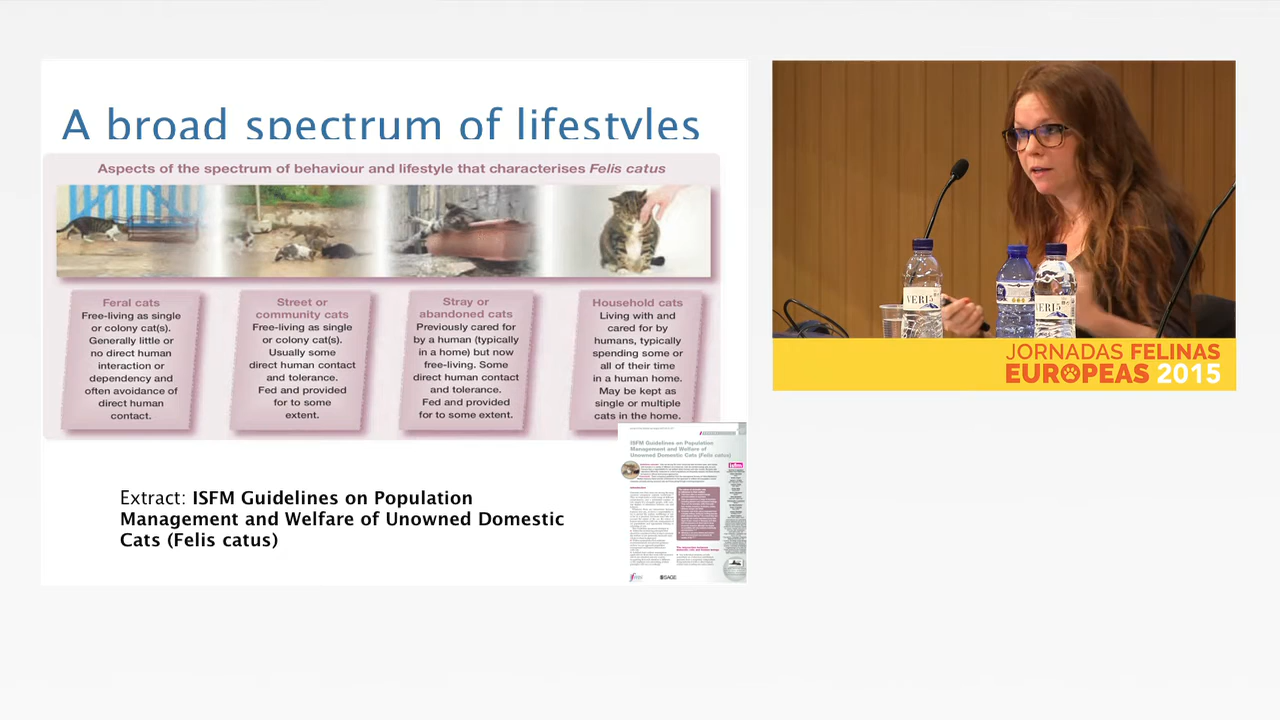 A broad spectrum of lifestyles
Aspects of the spectrum of behaviour and lifestyle that characterises Felis catus
Feral cats
Free-living as single
or colony cat(s).
Generally little or
no direct human
interaction or
dependency and
often avoidance of
direct human
contact.
Street or
community cats
Free-living as single
or colony cat(s).
Usually some
direct human contact
and tolerance.
Fed and provided
for to some
extent.
Stray or
abandoned cats
Previously cared for
by a human (typically
in a home) but now
free-living. Some
direct human contact
and tolerance.
Fed and provided
for to some extent.
Household cats
Living with and
cared for by
humans, typically
spending some or
all of their time
in a human home.
May be kept as
single or multiple
cats in the home.
ISFM Guidelines on Population
Management and Welfare of
Unowned Domestic Cats (Felis catus)
SAGE
Extract: ISFM Guidelines on Population
Management and Welfare of Unowned Domestic
Cats (Felis catus)
VERI
VERI
JORNADAS FELINAS
EUROPEAS 2015